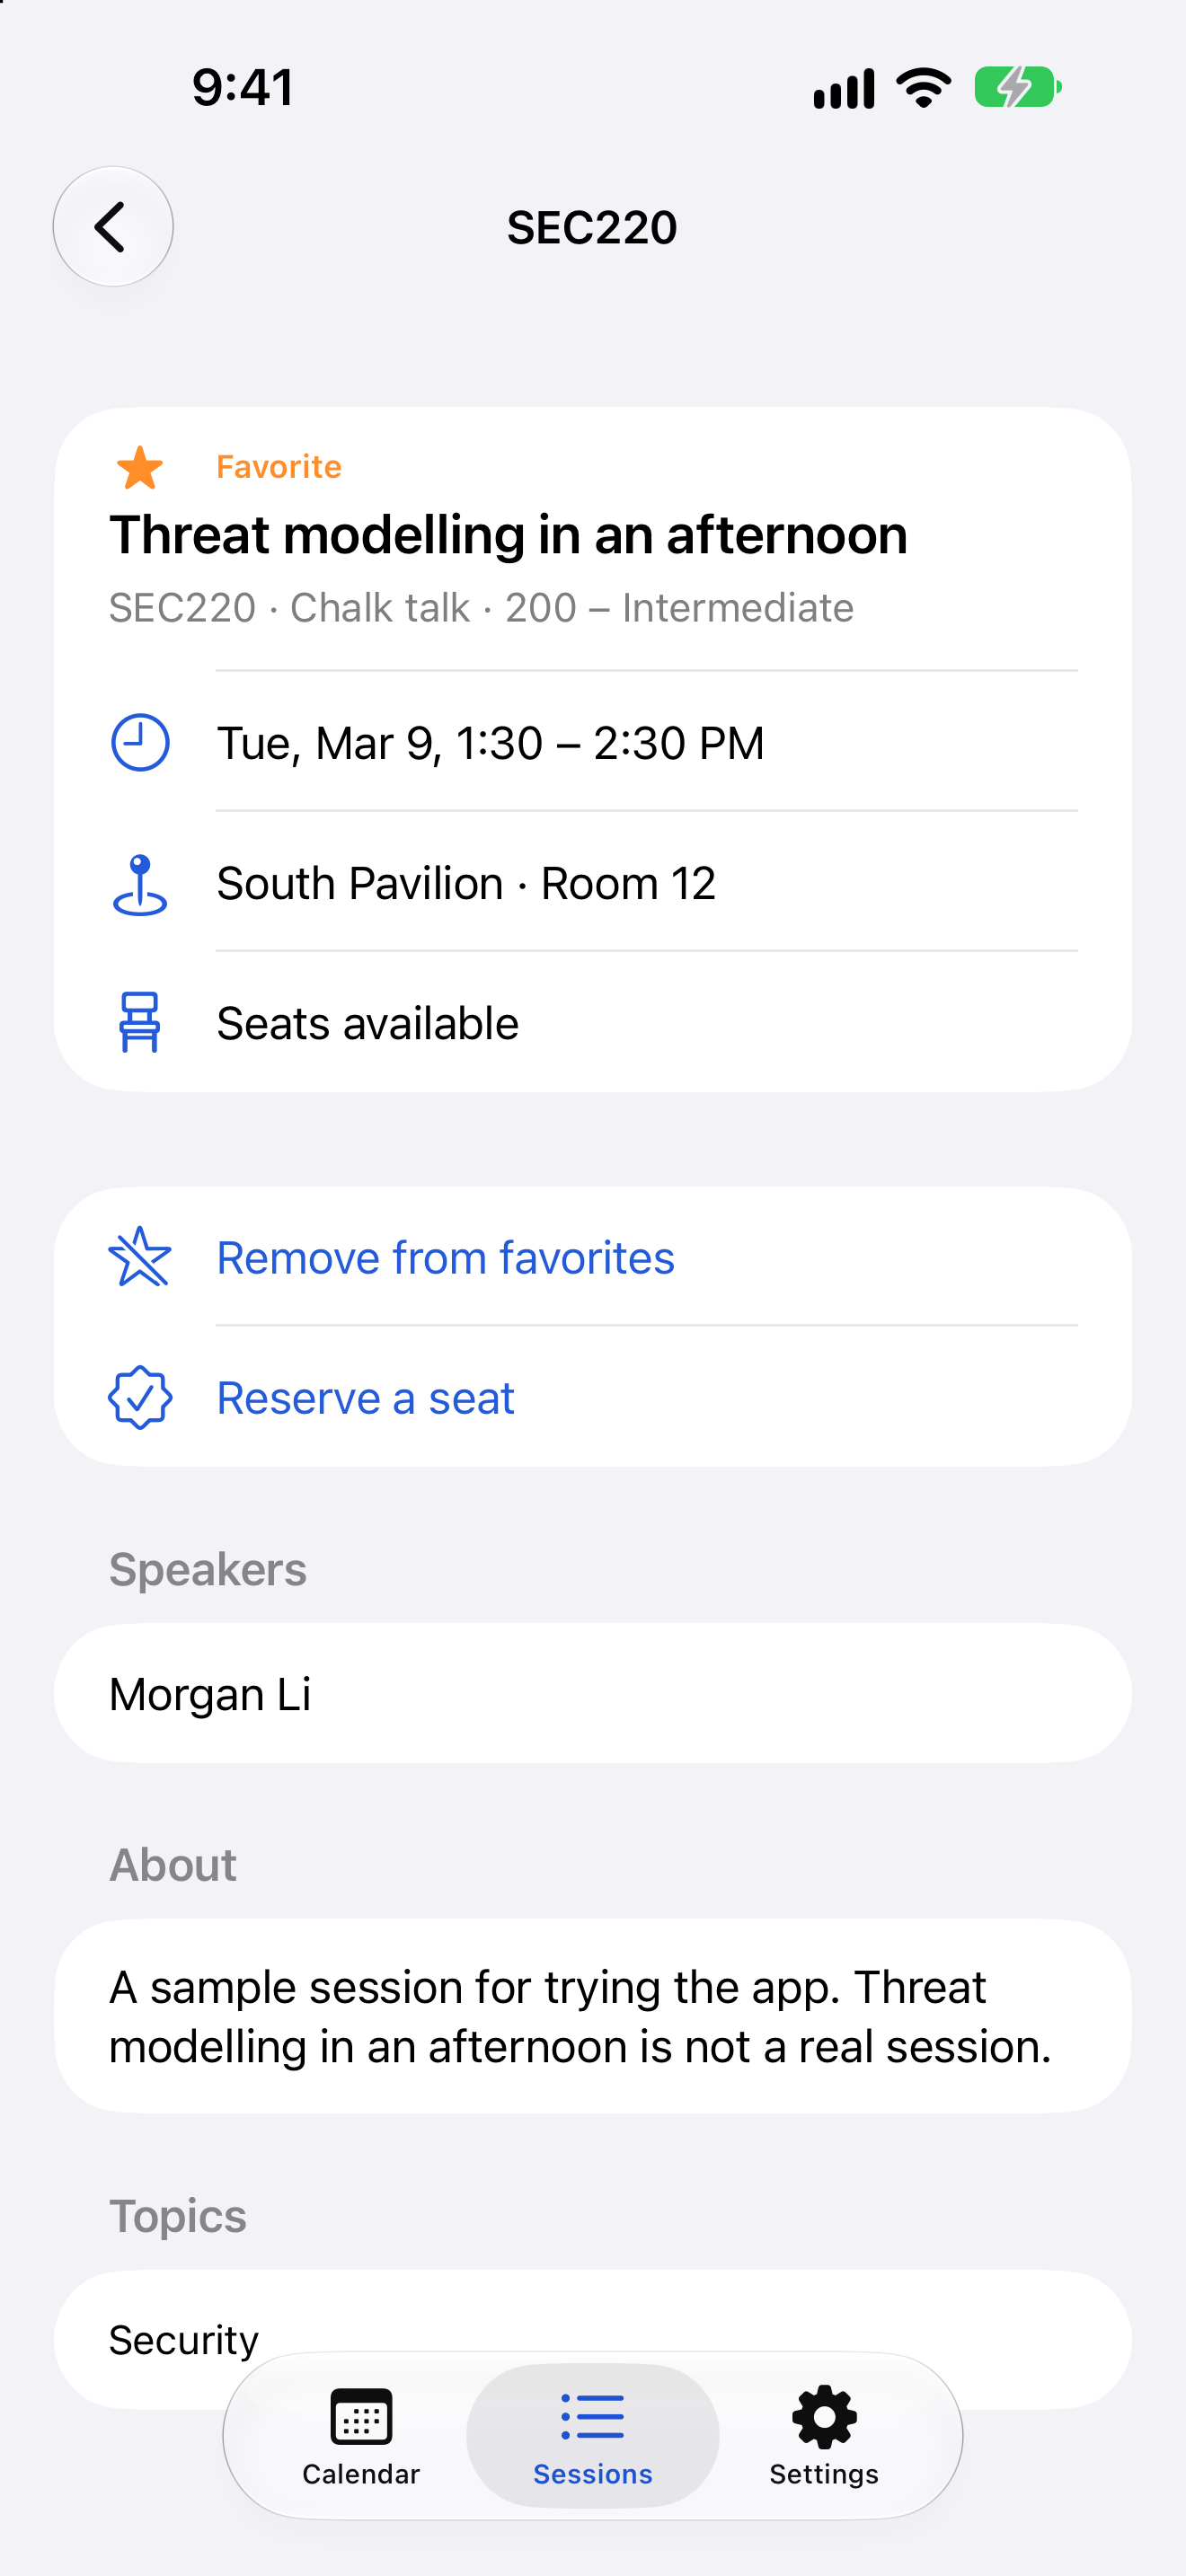 9:41
SEC220
Favorite
Threat modelling in an afternoon
SEC220 · Chalk talk · 200 – Intermediate
Tue, Mar 9, 1:30 – 2:30 PM
South Pavilion · Room 12
Seats available
Remove from favorites
Reserve a seat
Speakers
Morgan Li
About
A sample session for trying the app. Threat
modelling in an afternoon is not a real session.
Topics
Security
Calendar
Sessions
Settings